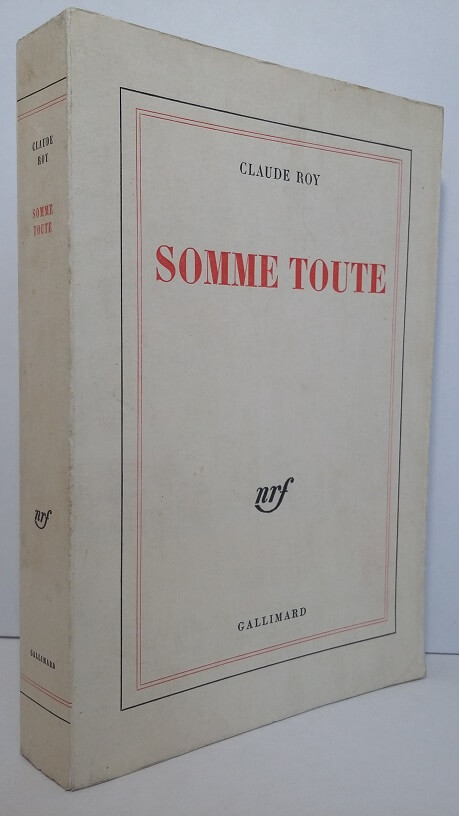 CLAUDE
ROY
SOMME
TOUTE
nrf
GALLIMARD
CLAUDE ROY
SOMME TOUTE
nrf
GALLIMARD